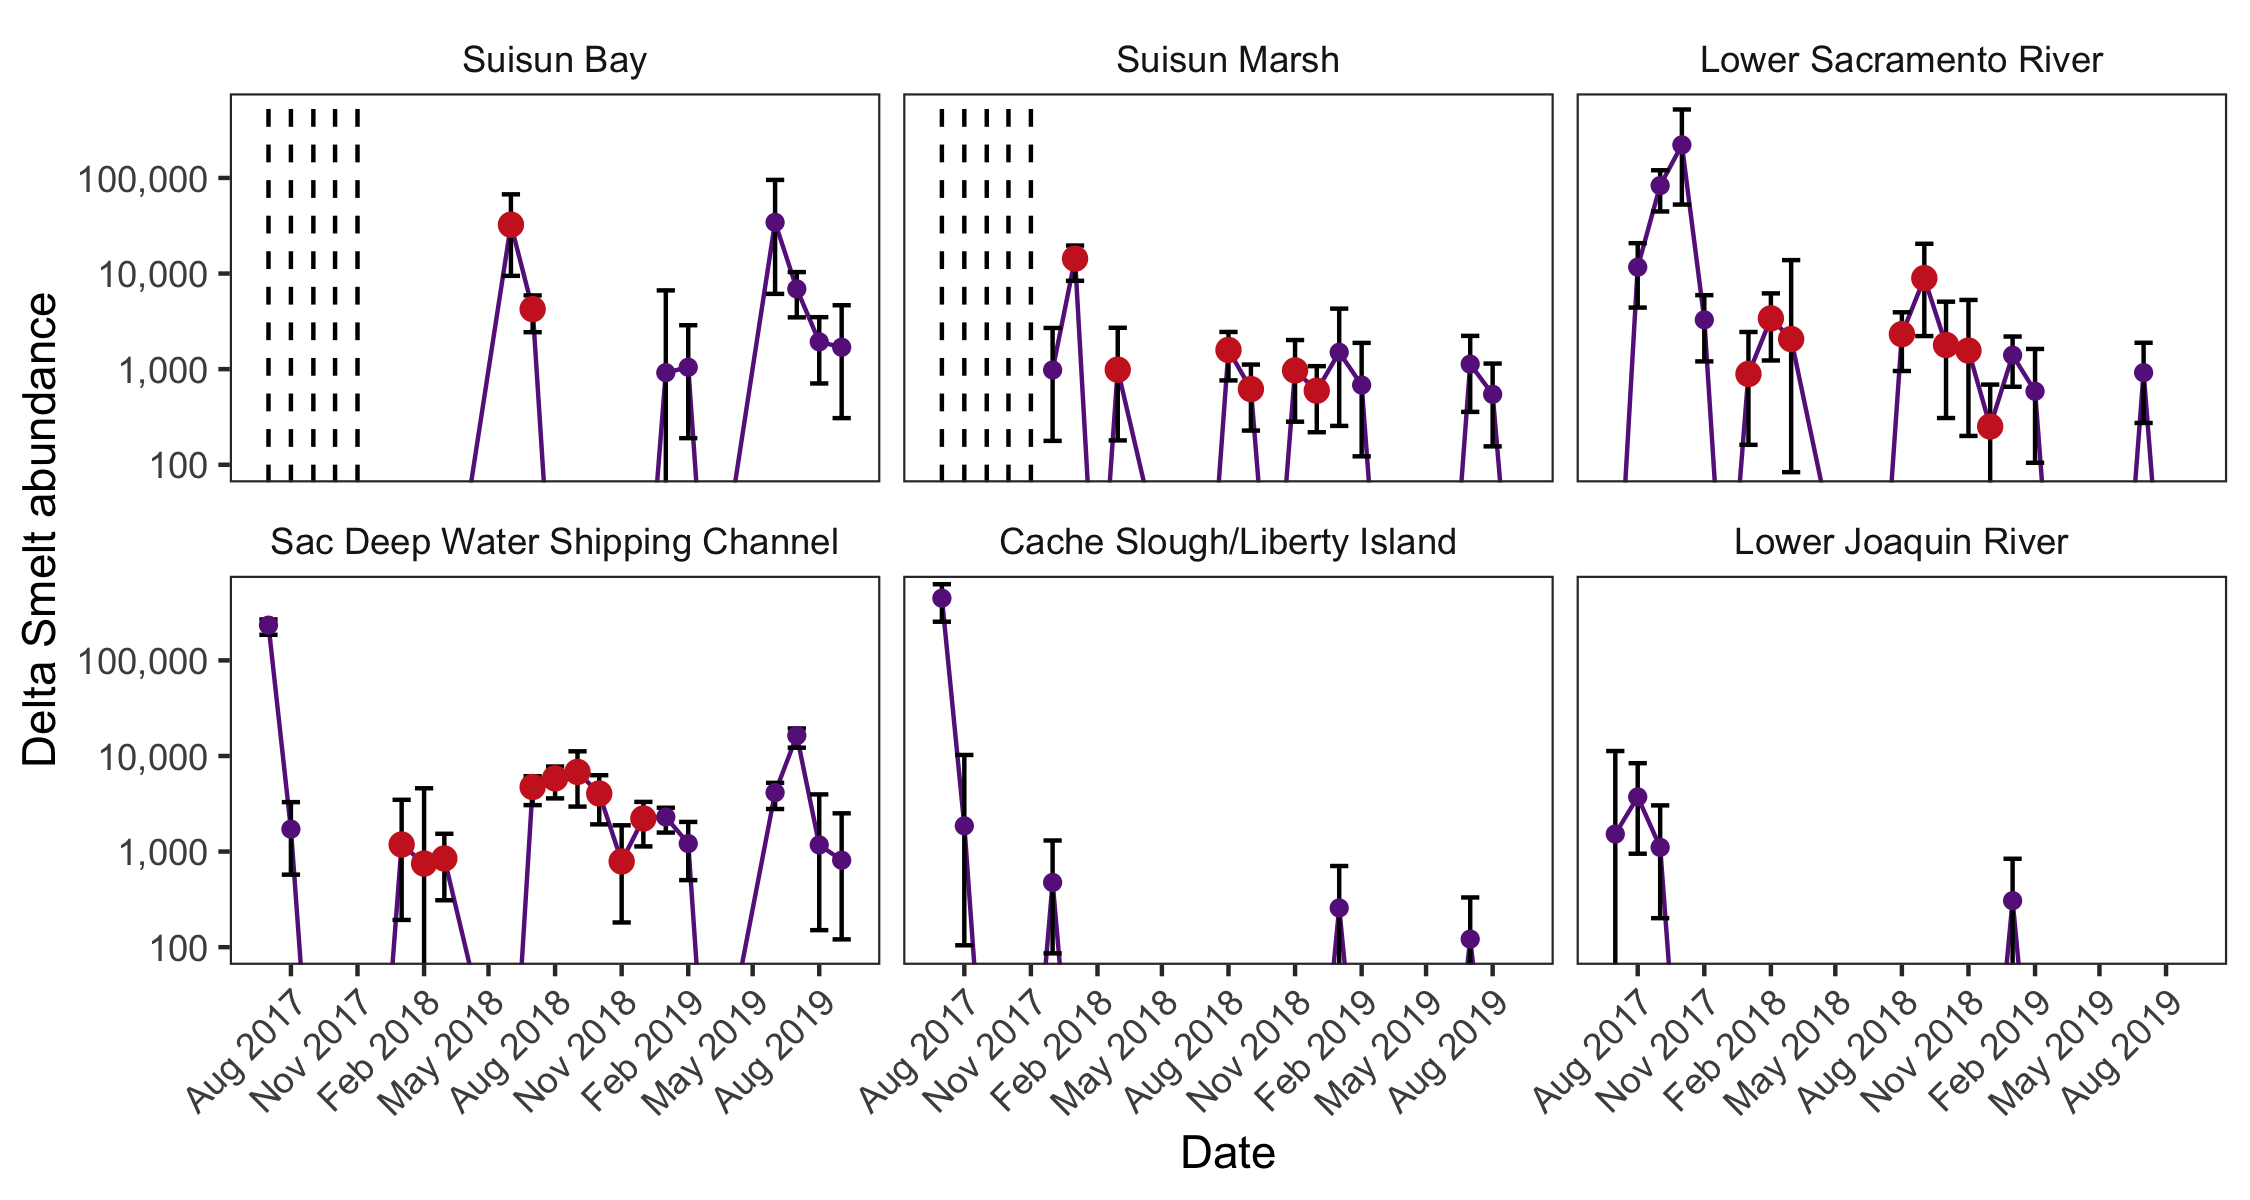 Suisun Bay
Suisun Marsh
Lower Sacramento River
100,000
10,000
1,000
100
Delta Smelt abundance
Sac Deep Water Shipping Channel
Cache Slough/Liberty Island
Lower Joaquin River
100,000
10,000
1,000
100
Aug 2017
Nov 2017
Feb 2018
May 2018
Aug 2018
Nov 2018
Feb 2019
May 2019
Aug 2019
Aug 2017
Nov 2017
Feb 2018
May 2018
Aug 2018
Nov 2018
Feb 2019
May 2019
Aug 2019
Aug 2017
Nov 2017
Feb 2018
May 2018
Aug 2018
Nov 2018
Feb 2019
May 2019
Aug 2019
Date